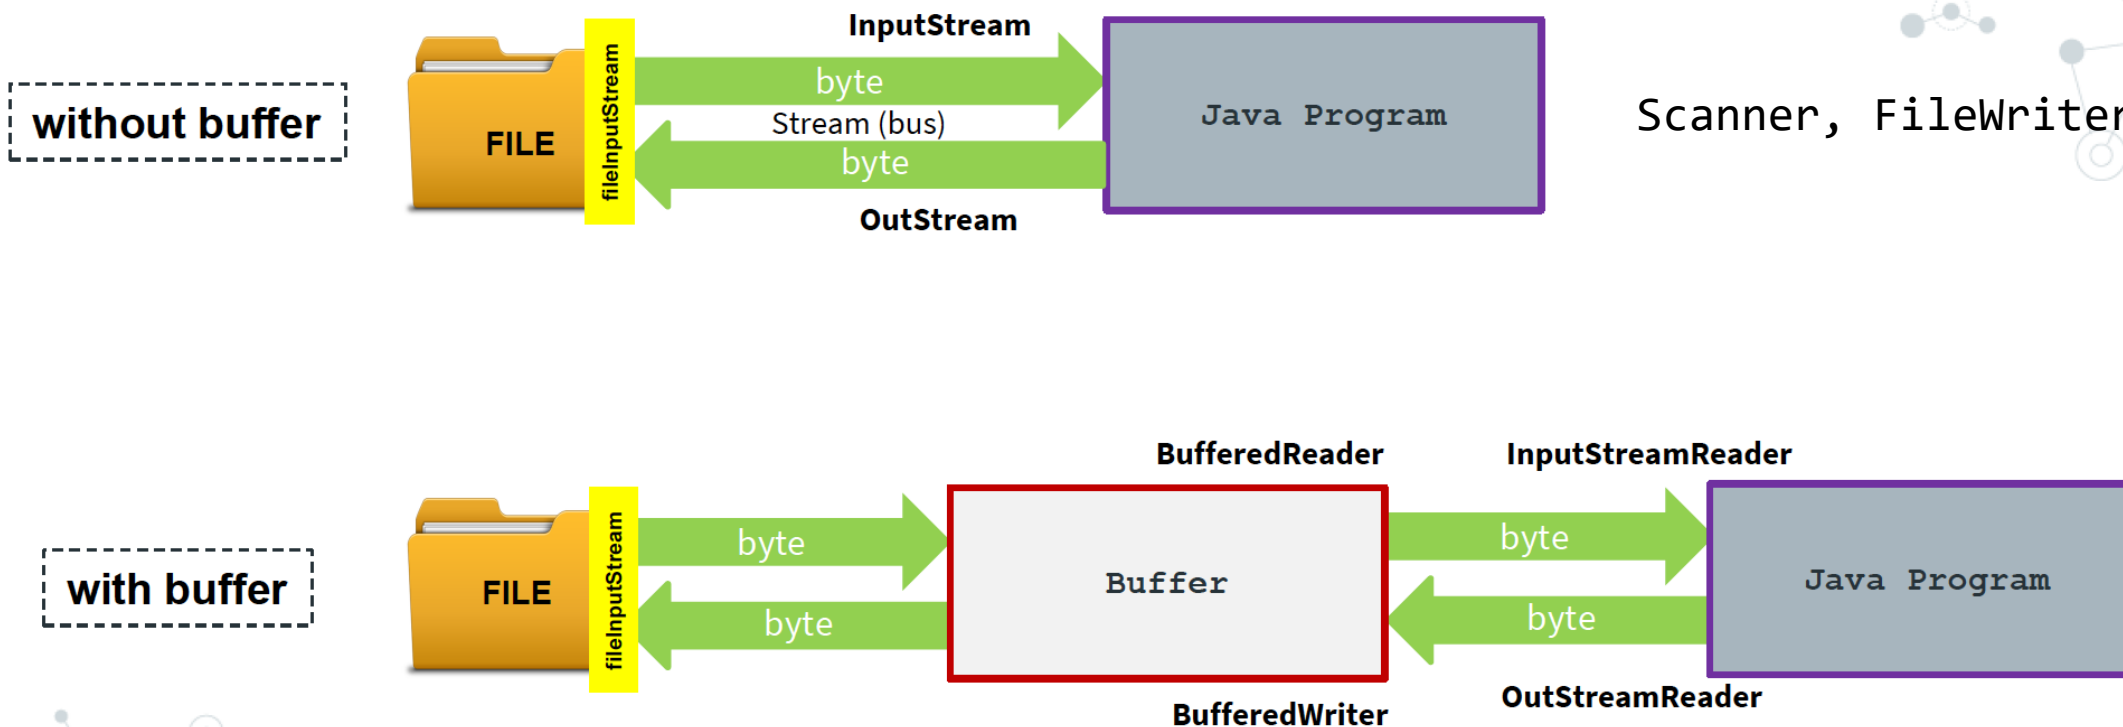 InputStream
without buffer
FILE
fileInputStream
byte
Stream (bus)
byte
OutStream
Java Program
Scanner, FileWriter
BufferedReader
InputStreamReader
with buffer
FILE
fileInputStream
byte
byte
Buffer
byte
byte
Java Program
OutStreamReader
BufferedWriter